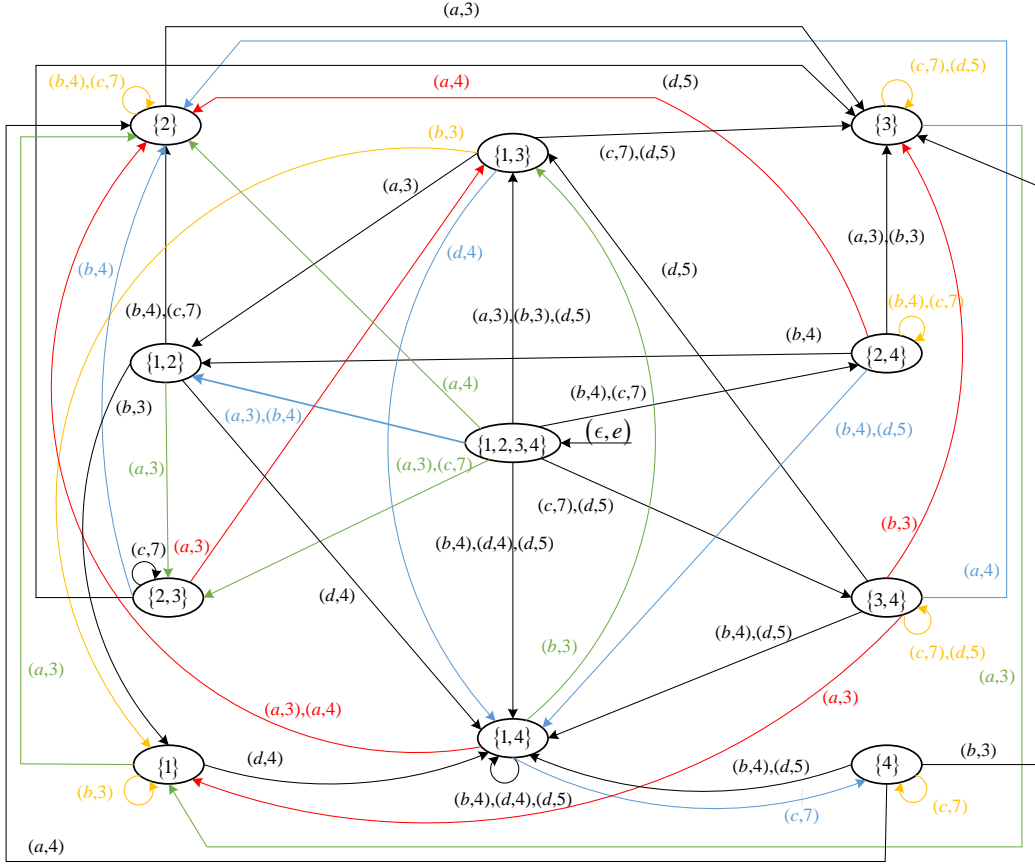 (a,3)
(b,4),(c,7)
(a,4)
(d,5)
(c,7),(d,5)
{2}
{3}
(b,3)
{1,3}
(c,7),(d,5)
(a,3)
(d,4)
(a,3),(b,3)
(b,4)
(d,5)
(b,4),(c,7)
(b,4),(c,7)
(a,3),(b,3),(d,5)
(b,4)
{1,2}
{2,4}
(a,4)
(b,4),(c,7)
(b,3)
(a,3),(b,4)
(b,4),(d,5)
(ϵ,e)
{1,2,3,4}
(a,3)
(a,3),(c,7)
(c,7),(d,5)
(b,3)
(c,7)
(a,3)
(b,4),(d,4),(d,5)
(a,4)
{2,3}
(d,4)
{3,4}
(b,4),(d,5)
(b,3)
(c,7),(d,5)
(a,3)
(a,3)
(a,3)
(a,3),(a,4)
{1,4}
(d,4)
(b,3)
{1}
(b,4),(d,5)
{4}
(b,3)
(b,4),(d,4),(d,5)
(c,7)
(c,7)
(a,4)